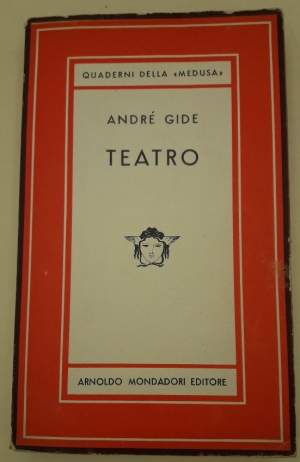 QUADERNI DELLA «MEDUSA»
ANDRÉ GIDE
TEATRO
ARNOLDO MONDADORI EDITORE